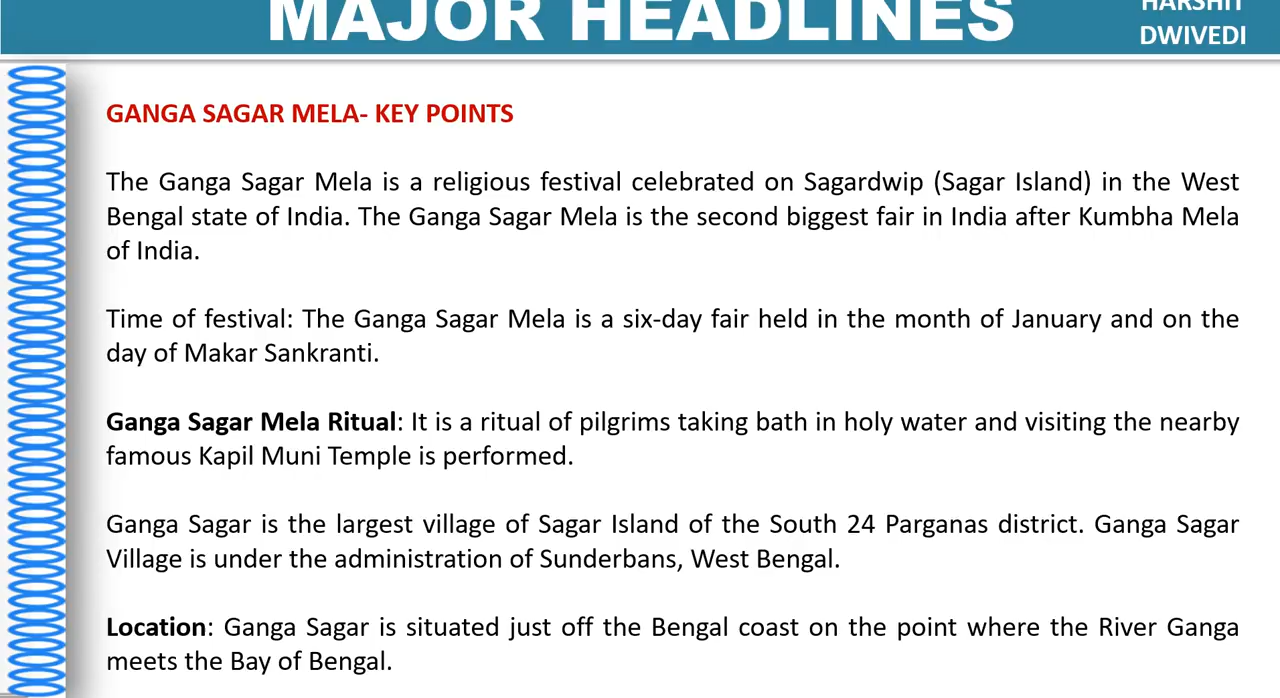 MAJOR HEADLINES
HARSHIT
DWIVEDI
GANGA SAGAR MELA- KEY POINTS
The Ganga Sagar Mela is a religious festival celebrated on Sagardwip (Sagar Island) in the West
Bengal state of India. The Ganga Sagar Mela is the second biggest fair in India after Kumbha Mela
of India.
Time of festival: The Ganga Sagar Mela is a six-day fair held in the month of January and on the
day of Makar Sankranti.
Ganga Sagar Mela Ritual: It is a ritual of pilgrims taking bath in holy water and visiting the nearby
famous Kapil Muni Temple is performed.
Ganga Sagar is the largest village of Sagar Island of the South 24 Parganas district. Ganga Sagar
Village is under the administration of Sunderbans, West Bengal.
Location: Ganga Sagar is situated just off the Bengal coast on the point where the River Ganga
meets the Bay of Bengal.